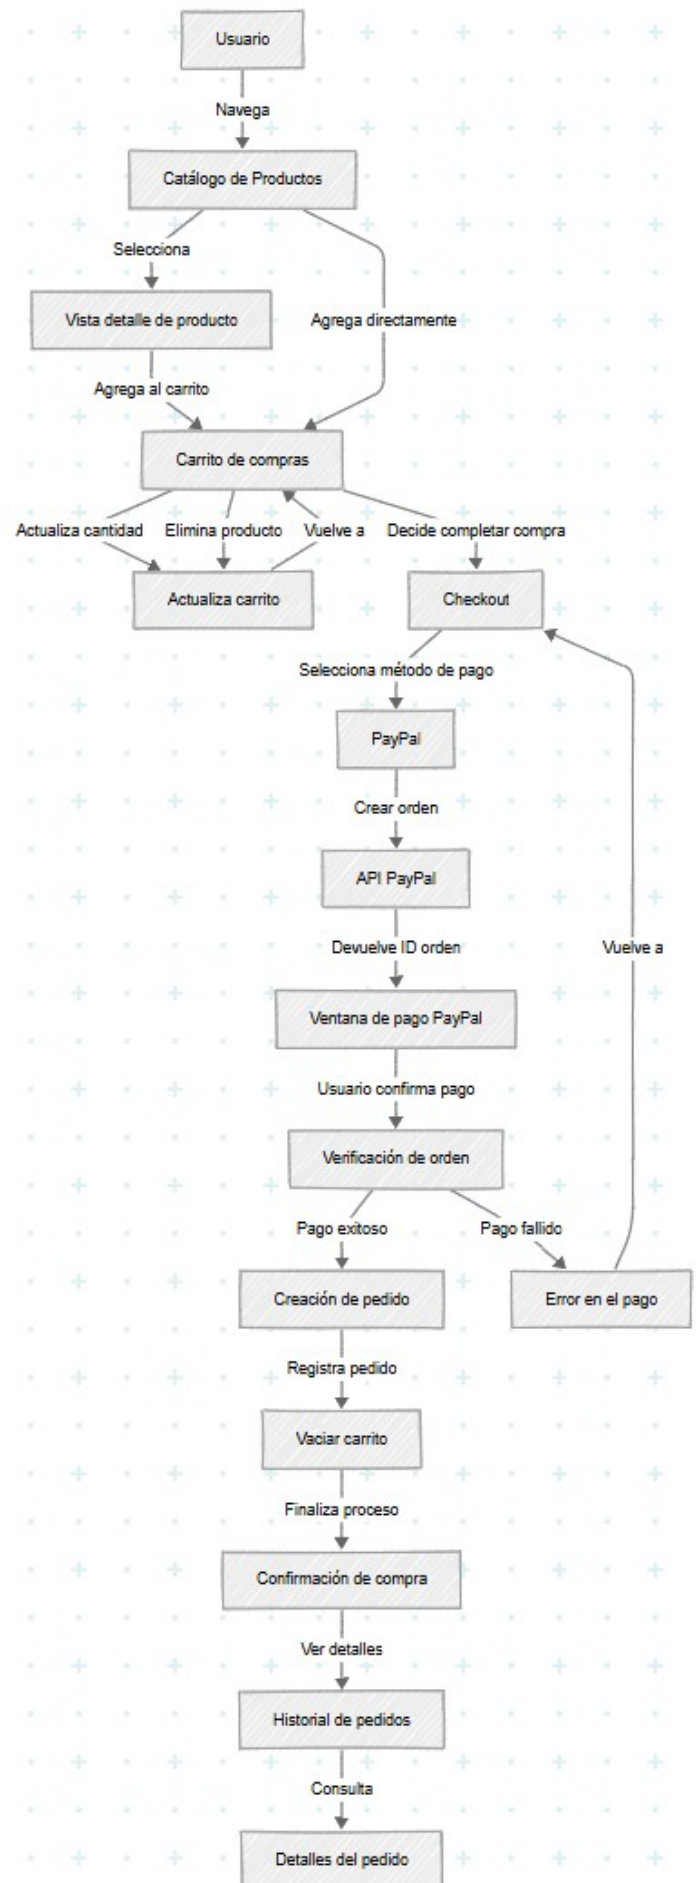 Usuario
Navega
Catálogo de Productos
Selecciona
Vista detalle de producto
Agrega directamente
Agrega al carrito
Carrito de compras
Actualiza cantidad
Elimina producto
Vuelve a
Decide completar compra
Actualiza carrito
Checkout
Selecciona método de pago
PayPal
Crear orden
API PayPal
Devuelve ID orden
Vuelve a
Ventana de pago PayPal
Usuario confirma pago
Verificación de orden
Pago exitoso
Pago fallido
Creación de pedido
Error en el pago
Registra pedido
Vaciar carrito
Finaliza proceso
Confirmación de compra
Ver detalles
Historial de pedidos
Consulta
Detalles del pedido